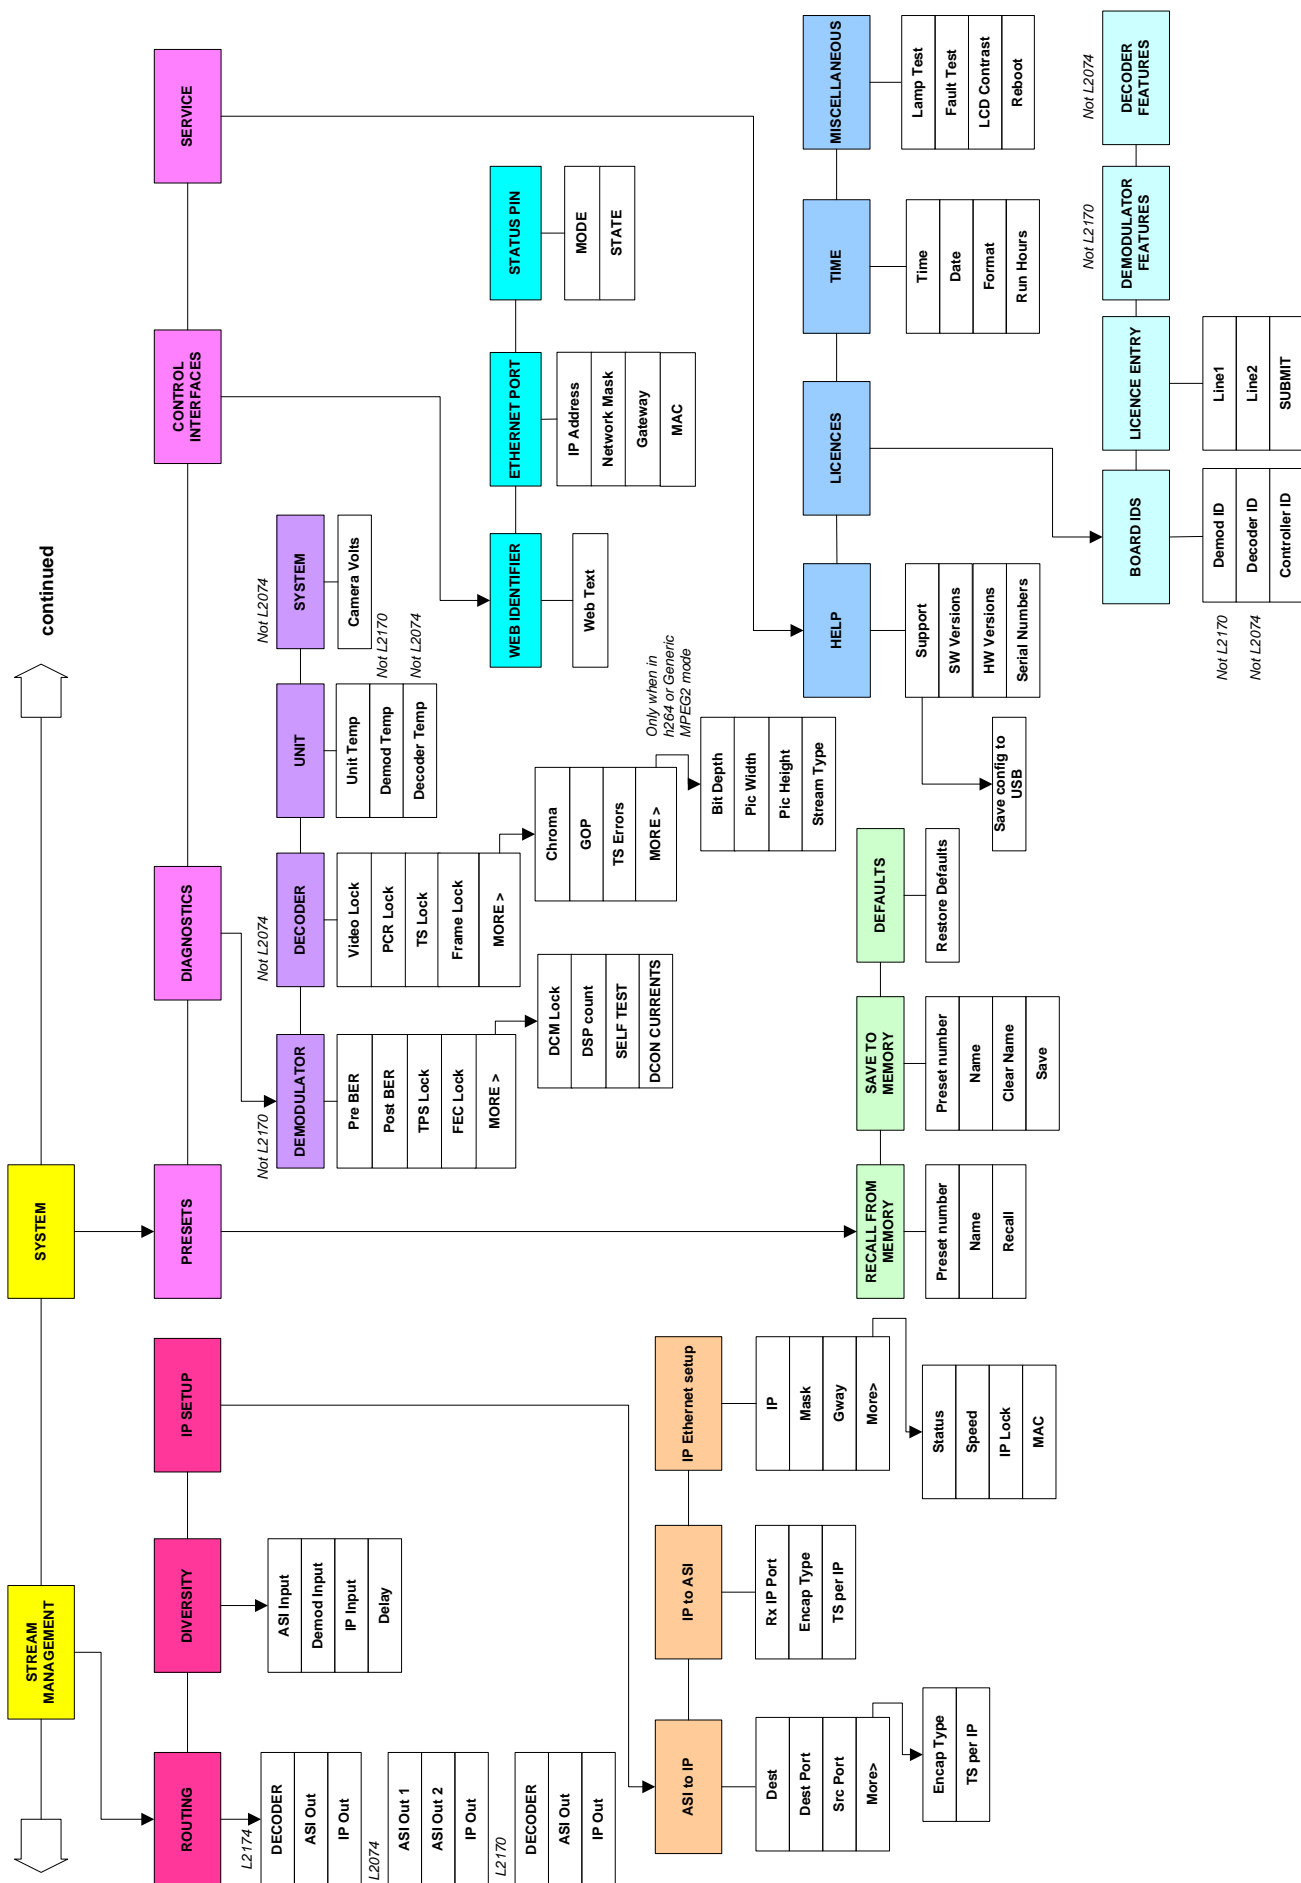 continued
STREAM
MANAGEMENT
SYSTEM
ROUTING
DIVERSITY
IP SETUP
PRESETS
DIAGNOSTICS
CONTROL
INTERFACES
SERVICE
L2174
DECODER
ASI Out
IP Out
L2074
ASI Out 1
ASI Out 2
IP Out
L2170
DECODER
ASI Out
IP Out
ASI Input
Demod Input
IP Input
Delay
ASI to IP
IP to ASI
IP Ethernet setup
Dest
Dest Port
Src Port
More>
Encap Type
TS per IP
Rx IP Port
Encap Type
TS per IP
IP
Mask
Gway
More>
Status
Speed
IP Lock
MAC
Not L2170
DEMODULATOR
Not L2074
DECODER
UNIT
Not L2074
SYSTEM
Pre BER
Post BER
TPS Lock
FEC Lock
MORE >
DCM Lock
DSP count
SELF TEST
DCON CURRENTS
Video Lock
PCR Lock
TS Lock
Frame Lock
MORE >
Chroma
GOP
TS Errors
MORE >
Only when in
h264 or Generic
MPEG2 mode
Bit Depth
Pic Width
Pic Height
Stream Type
Unit Temp
Demod Temp
Not L2170
Decoder Temp
Not L2074
Camera Volts
WEB IDENTIFIER
ETHERNET PORT
STATUS PIN
Web Text
IP Address
Network Mask
Gateway
MAC
MODE
STATE
RECALL FROM
MEMORY
SAVE TO
MEMORY
DEFAULTS
Preset number
Name
Recall
Preset number
Name
Clear Name
Save
Restore Defaults
HELP
LICENCES
TIME
MISCELLANEOUS
Support
SW Versions
HW Versions
Serial Numbers
Save config to
USB
Time
Date
Format
Run Hours
Lamp Test
Fault Test
LCD Contrast
Reboot
BOARD IDS
LICENCE ENTRY
Not L2170
DEMODULATOR
FEATURES
Not L2074
DECODER
FEATURES
Not L2170
Demod ID
Not L2074
Decoder ID
Controller ID
Line1
Line2
SUBMIT